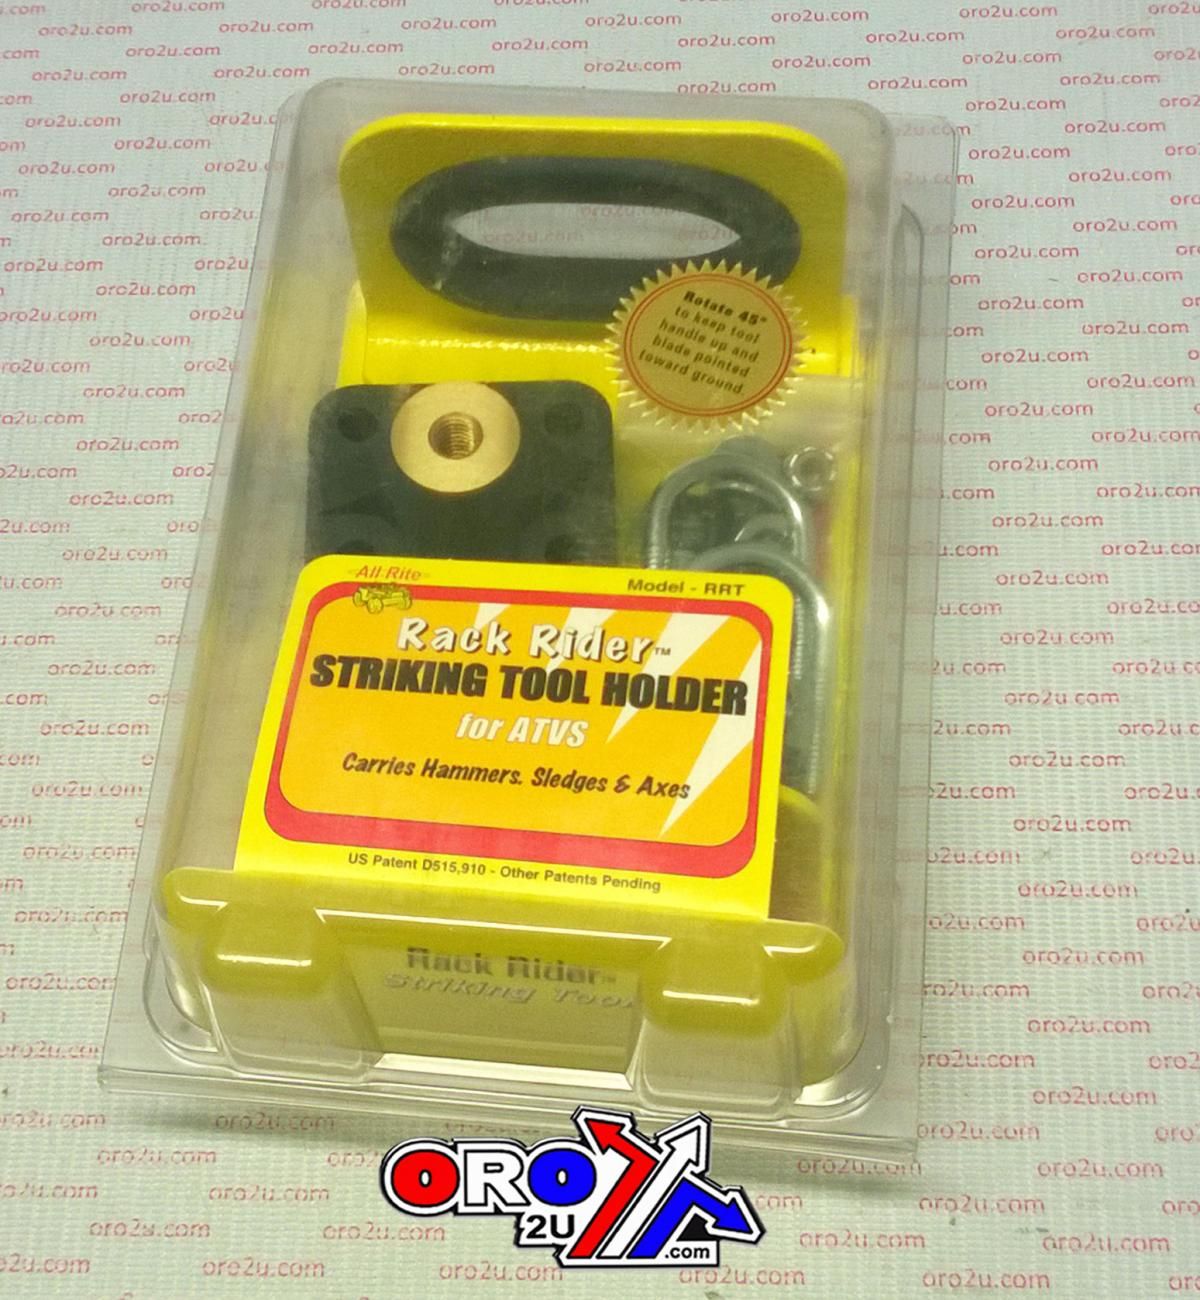 Rotate 45°
to keep tool
handle up and
blade pointed
toward ground
All-Rite
Model - RRT
Rack Rider™
STRIKING TOOL HOLDER
for ATVS
Carries Hammers, Sledges & Axes
US Patent D515,910 - Other Patents Pending
Rack Rider™
Striking Tool
ORO
2U
.com
oro2u.com